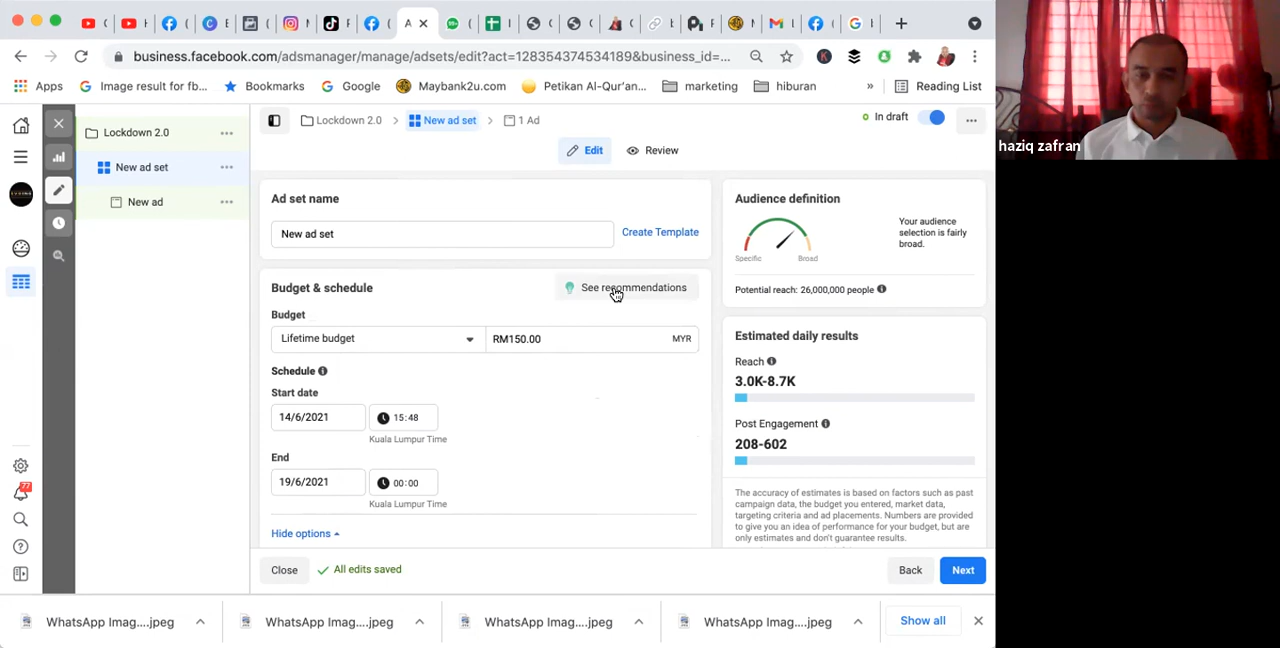 business.facebook.com/adsmanager/manage/adsets/edit?act=128354374534189&business_id=...
Apps
Image result for fb...
Bookmarks
Google
Maybank2u.com
Petikan Al-Qur'an...
marketing
hiburan
»
Reading List
Lockdown 2.0
New ad set
New ad
Lockdown 2.0 > New ad set > 1 Ad
In draft
Edit
Review
Ad set name
New ad set
Create Template
Budget & schedule
See recommendations
Budget
Lifetime budget
RM150.00
MYR
Schedule
Start date
14/6/2021
15:48
Kuala Lumpur Time
End
19/6/2021
00:00
Kuala Lumpur Time
Hide options
Audience definition
Specific
Broad
Your audience
selection is fairly
broad.
Potential reach: 26,000,000 people
Estimated daily results
Reach
3.0K-8.7K
Post Engagement
208-602
The accuracy of estimates is based on factors such as past
campaign data, the budget you entered, market data,
targeting criteria and ad placements. Numbers are provided
to give you an idea of performance for your budget, but are
only estimates and don't guarantee results.
Close
All edits saved
Back
Next
WhatsApp Imag....jpeg
WhatsApp Imag....jpeg
WhatsApp Imag....jpeg
WhatsApp Imag....jpeg
Show all
haziq zafran